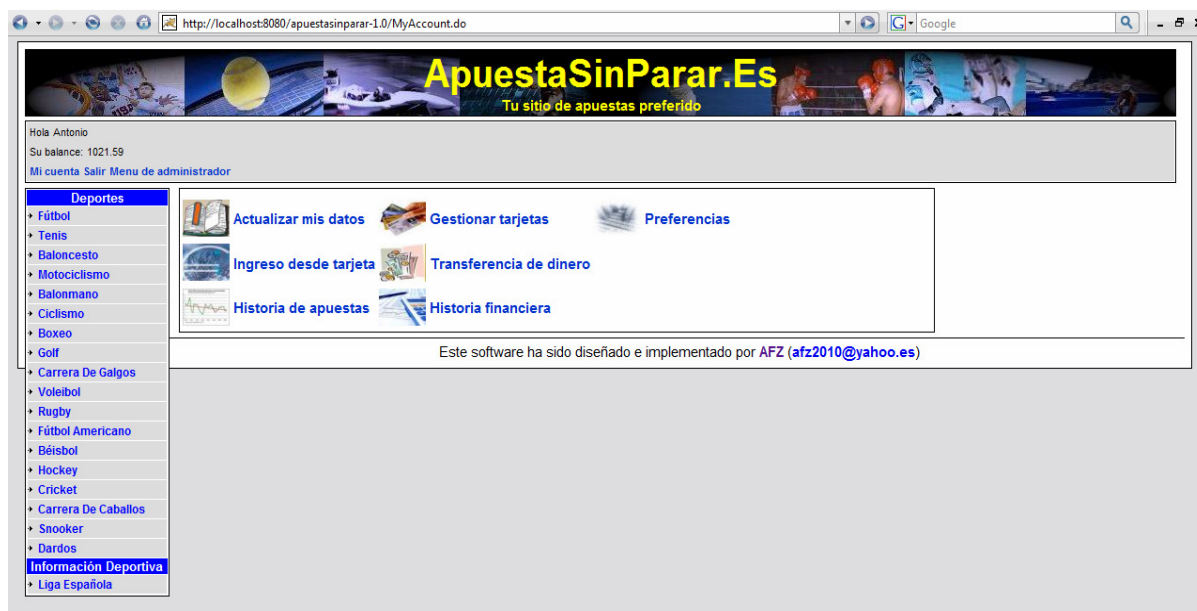 http://localhost:8080/apuestasinparar-1.0/MyAccount.do
G Google
ApuestaSinParar.Es
Tu sitio de apuestas preferido
Hola Antonio
Su balance: 1021.59
Mi cuenta Salir Menu de administrador
Deportes
Fútbol
Tenis
Baloncesto
Motociclismo
Balonmano
Ciclismo
Boxeo
Golf
Carrera De Galgos
Voleibol
Rugby
Fútbol Americano
Béisbol
Hockey
Cricket
Carrera De Caballos
Snooker
Dardos
Información Deportiva
Liga Española
Actualizar mis datos Gestionar tarjetas Preferencias
Ingreso desde tarjeta Transferencia de dinero
Historia de apuestas Historia financiera
Este software ha sido diseñado e implementado por AFZ (afz2010@yahoo.es)